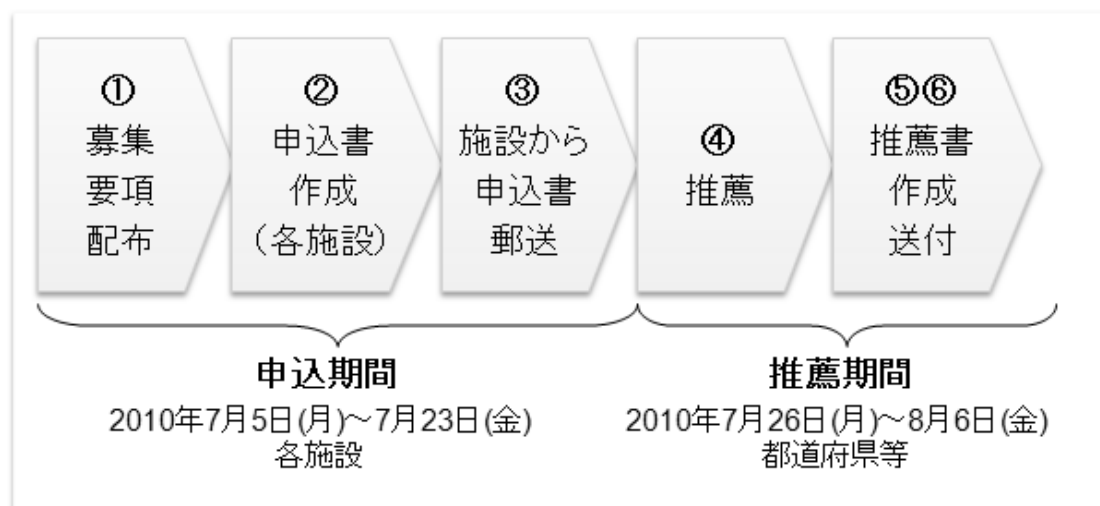 ①
募集
要項
配布
②
申込書
作成
（各施設）
③
施設から
申込書
郵送
④
推薦
⑤⑥
推薦書
作成
送付
申込期間
2010年7月5日(月)～7月23日(金)
各施設
推薦期間
2010年7月26日(月)～8月6日(金)
都道府県等